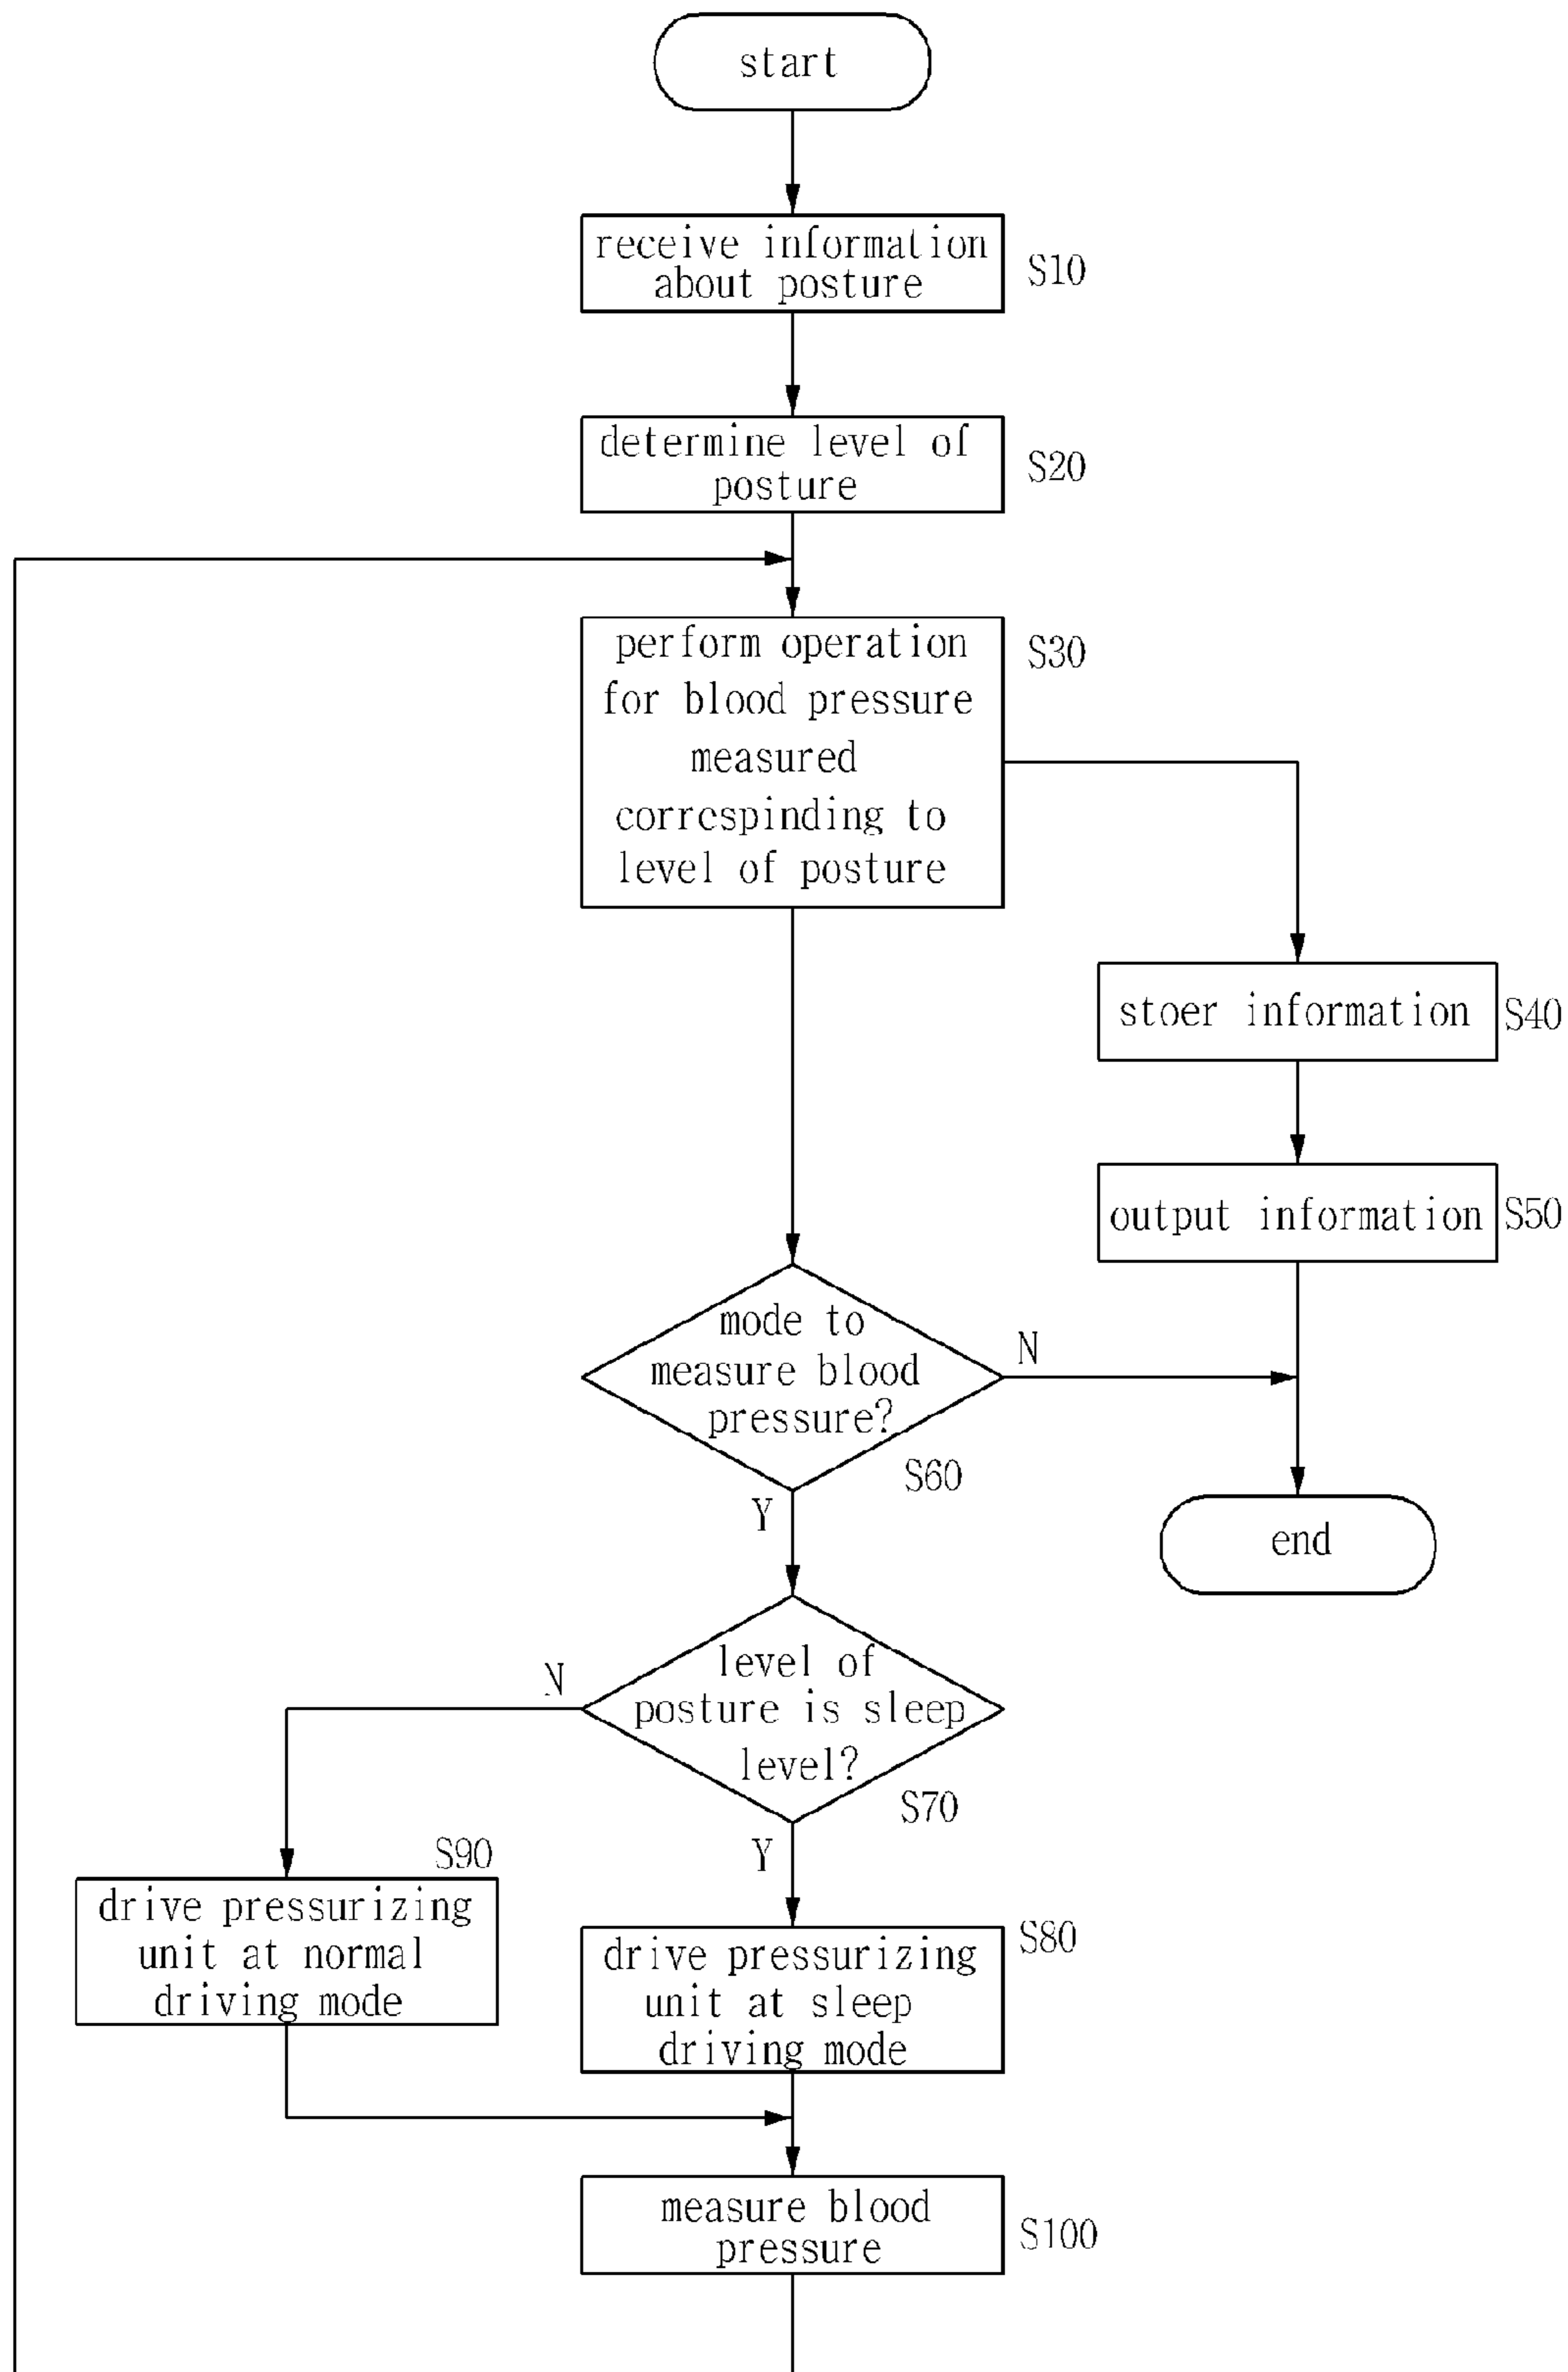 start
receive information
about posture
S10
determine level of
posture
S20
perform operation
for blood pressure
measured
correspinding to
level of posture
S30
stoer information
S40
output information
S50
mode to
measure blood
pressure?
N
S60
Y
end
level of
posture is sleep
level?
N
S70
Y
S90
drive pressurizing
unit at normal
driving mode
drive pressurizing
unit at sleep
driving mode
S80
measure blood
pressure
S100